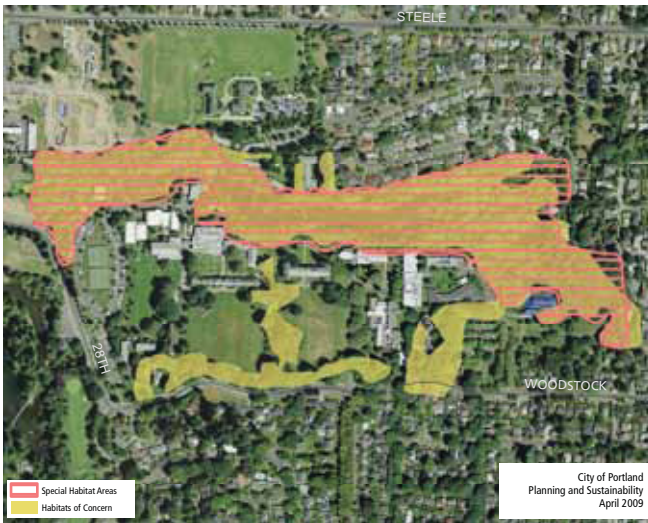 STEELE
28TH
WOODSTOCK
Special Habitat Areas
Habitats of Concern
City of Portland
Planning and Sustainability
April 2009